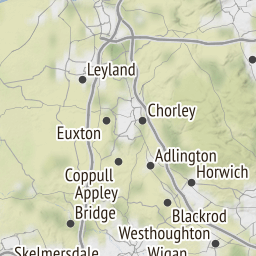 Leyland
Chorley
Euxton
Adlington
Coppull
Horwich
Appley
Bridge
Blackrod
Westhoughton
Skelmersdale
Wigan